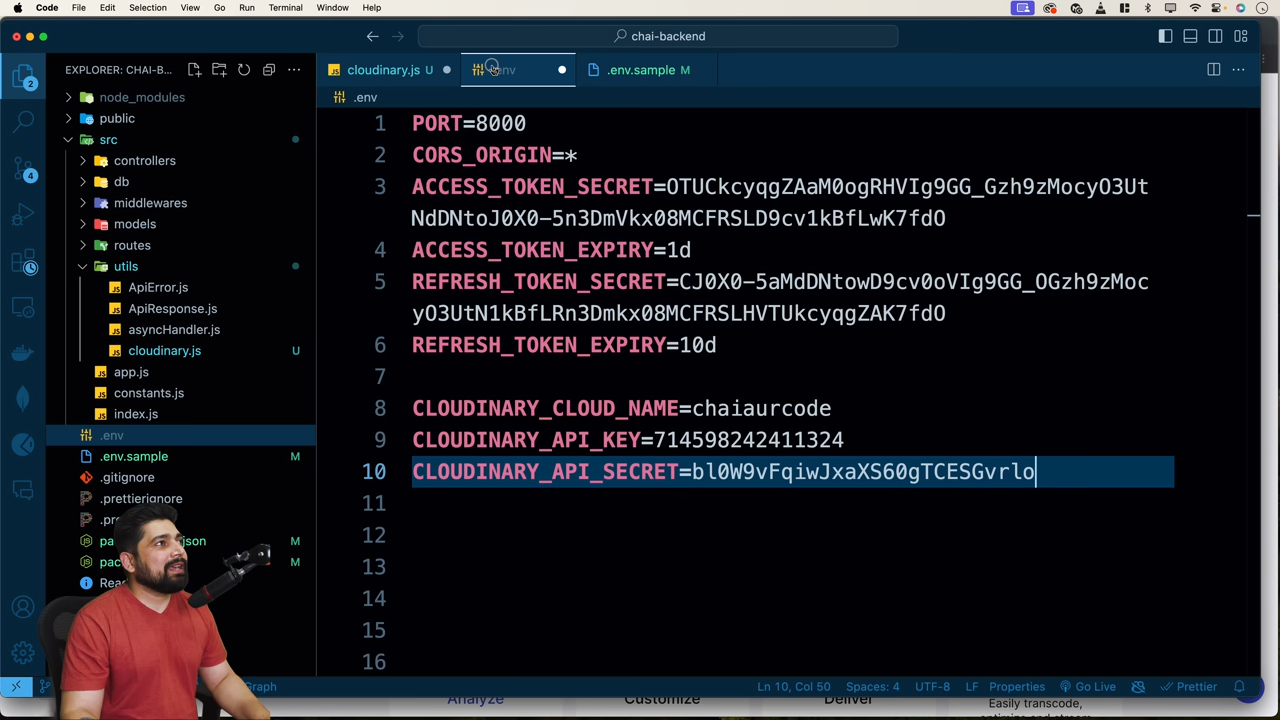 Code File Edit Selection View Go Run Terminal Window Help
chai-backend
EXPLORER: CHAI-B...
cloudinary.js U
.env.sample M
.env
node_modules
public
src
controllers
db
middlewares
models
routes
utils
ApiError.js
ApiResponse.js
asyncHandler.js
cloudinary.js U
app.js
constants.js
index.js
.env
.env.sample M
.gitignore
.prettierignore
M
M
2
4
1 PORT=8000
2 CORS_ORIGIN=*
3 ACCESS_TOKEN_SECRET=OTUCkcyqgZAaM0ogRHVIg9GG_Gzh9zMocyO3Ut
NdDNtoJ0X0-5n3DmVkx08MCFRSLD9cv1kBfLwK7fdO
4 ACCESS_TOKEN_EXPIRY=1d
5 REFRESH_TOKEN_SECRET=CJ0X0-5aMdDNtowD9cv0oVIg9GG_OGzh9zMoc
yO3UtN1kBfLRn3Dmkx08MCFRSLHVTUkcyqgZAK7fdO
6 REFRESH_TOKEN_EXPIRY=10d
7
8 CLOUDINARY_CLOUD_NAME=chaiaurcode
9 CLOUDINARY_API_KEY=714598242411324
10 CLOUDINARY_API_SECRET=bl0W9vFqiwJxaXS60gTCESGvrlo
11
12
13
14
15
16
Ln 10, Col 50 Spaces: 4 UTF-8 LF Properties Go Live Prettier
Analyze Customize Deliver
Easily transcode,